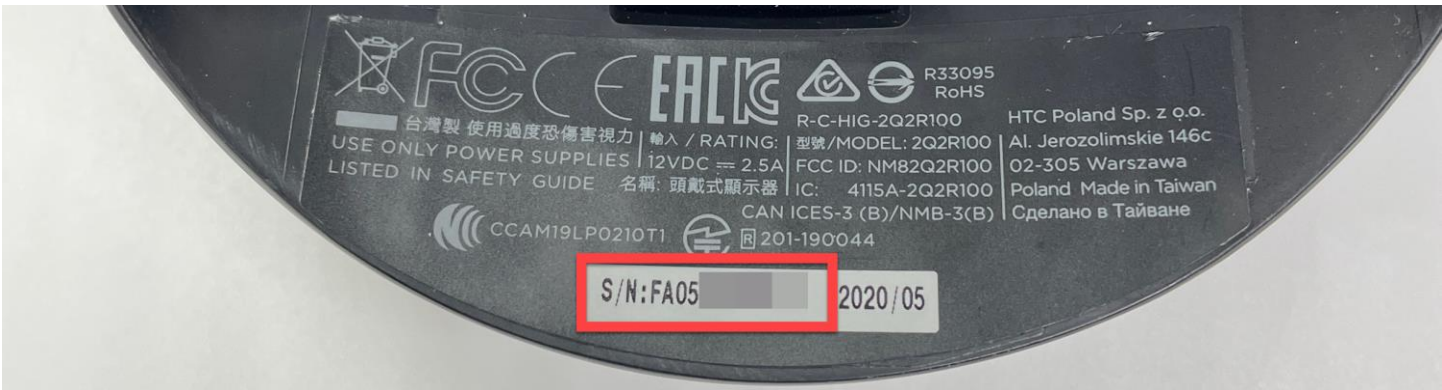 FC CE EAC
R33095
RoHS
R-C-HIG-2Q2R100
台灣製 使用過度恐傷害視力
USE ONLY POWER SUPPLIES
LISTED IN SAFETY GUIDE
輸入 / RATING:
12VDC ⎓ 2.5A
名稱: 頭戴式顯示器
型號/MODEL: 2Q2R100
FCC ID: NM82Q2R100
IC: 4115A-2Q2R100
CAN ICES-3 (B)/NMB-3(B)
HTC Poland Sp. z o.o.
Al. Jerozolimskie 146c
02-305 Warszawa
Poland Made in Taiwan
Сделано в Тайване
CCAM19LP0210T1
R 201-190044
S/N:FA05
2020/05